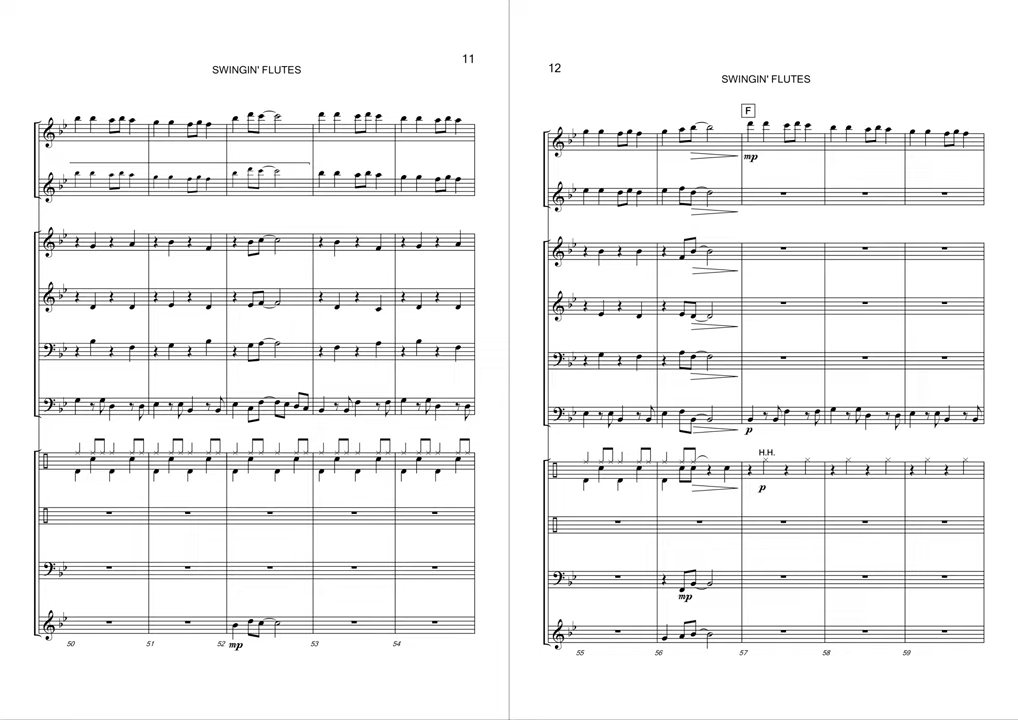 11
SWINGIN' FLUTES
mp
50 51 52 53 54
12
SWINGIN' FLUTES
F
mp
p
H.H.
p
mp
55 56 57 58 59